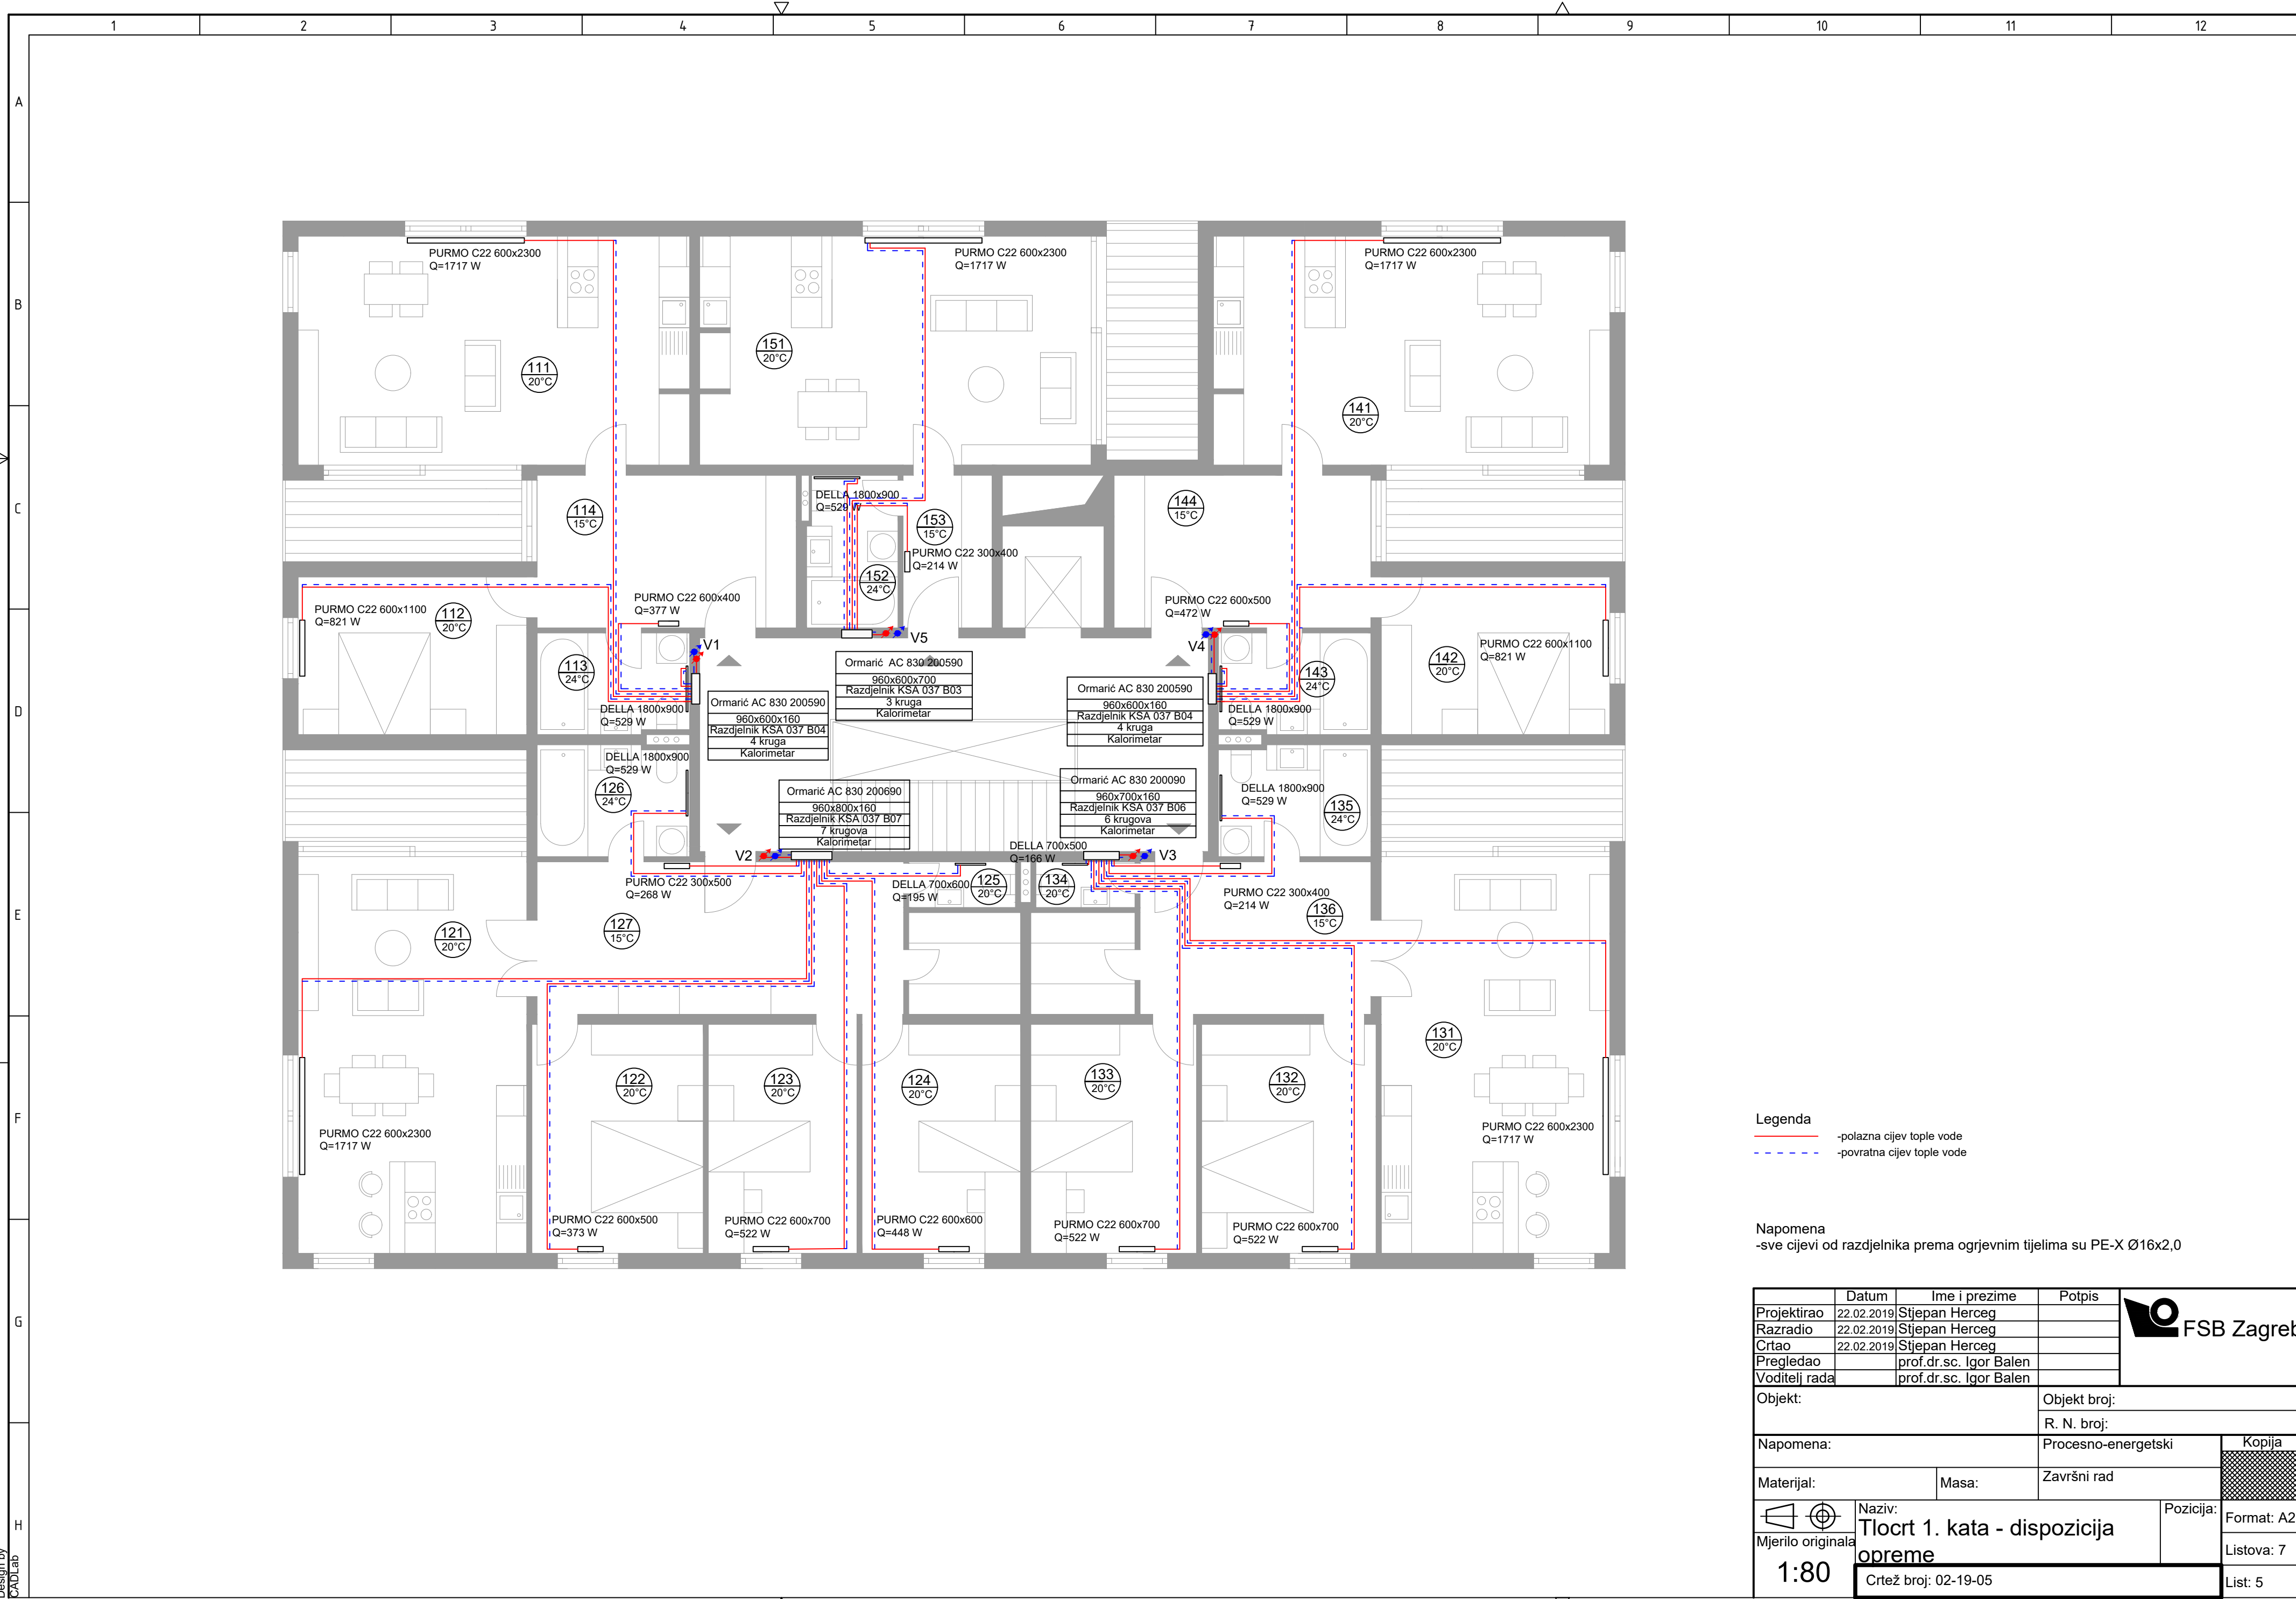 1 2 3 4 5 6 7 8 9 10 11 12
A
B
C
D
E
F
G
H
PURMO C22 600x2300
Q=1717 W
PURMO C22 600x2300
Q=1717 W
PURMO C22 600x2300
Q=1717 W
151
20°C
111
20°C
141
20°C
DELLA 1800x900
Q=529 W
114
15°C
153
15°C
144
15°C
PURMO C22 300x400
Q=214 W
152
24°C
PURMO C22 600x1100
Q=821 W
112
20°C
PURMO C22 600x400
Q=377 W
PURMO C22 600x500
Q=472 W
V1
V5
V4
113
24°C
143
24°C
142
20°C
PURMO C22 600x1100
Q=821 W
DELLA 1800x900
Q=529 W
DELLA 1800x900
Q=529 W
Ormarić AC 830 200590
960x600x160
Razdjelnik KSA 037 B04
4 kruga
Kalorimetar
Ormarić AC 830 200590
960x600x700
Razdjelnik KSA 037 B03
3 kruga
Kalorimetar
Ormarić AC 830 200590
960x600x160
Razdjelnik KSA 037 B04
4 kruga
Kalorimetar
DELLA 1800x900
Q=529 W
126
24°C
Ormarić AC 830 200690
960x800x160
Razdjelnik KSA 037 B07
7 krugova
Kalorimetar
Ormarić AC 830 200090
960x700x160
Razdjelnik KSA 037 B06
6 krugova
Kalorimetar
DELLA 1800x900
Q=529 W
135
24°C
V2
V3
DELLA 700x500
Q=166 W
PURMO C22 300x500
Q=268 W
DELLA 700x600
Q=195 W
125
20°C
134
20°C
PURMO C22 300x400
Q=214 W
136
15°C
127
15°C
121
20°C
131
20°C
122
20°C
123
20°C
124
20°C
133
20°C
132
20°C
PURMO C22 600x2300
Q=1717 W
PURMO C22 600x2300
Q=1717 W
PURMO C22 600x500
Q=373 W
PURMO C22 600x700
Q=522 W
PURMO C22 600x600
Q=448 W
PURMO C22 600x700
Q=522 W
PURMO C22 600x700
Q=522 W
Legenda
-polazna cijev tople vode
-povratna cijev tople vode
Napomena
-sve cijevi od razdjelnika prema ogrjevnim tijelima su PE-X Ø16x2,0
Datum Ime i prezime Potpis
Projektirao 22.02.2019 Stjepan Herceg
Razradio 22.02.2019 Stjepan Herceg
Crtao 22.02.2019 Stjepan Herceg
Pregledao prof.dr.sc. Igor Balen
Voditelj rada prof.dr.sc. Igor Balen
FSB Zagreb
Objekt:
Objekt broj:
R. N. broj:
Napomena:
Procesno-energetski
Kopija
Materijal:
Masa:
Završni rad
Naziv:
Tlocrt 1. kata - dispozicija
opreme
Pozicija:
Format: A2
Mjerilo originala
1:80
Listova: 7
Crtež broj: 02-19-05
List: 5
Design by
CADLab